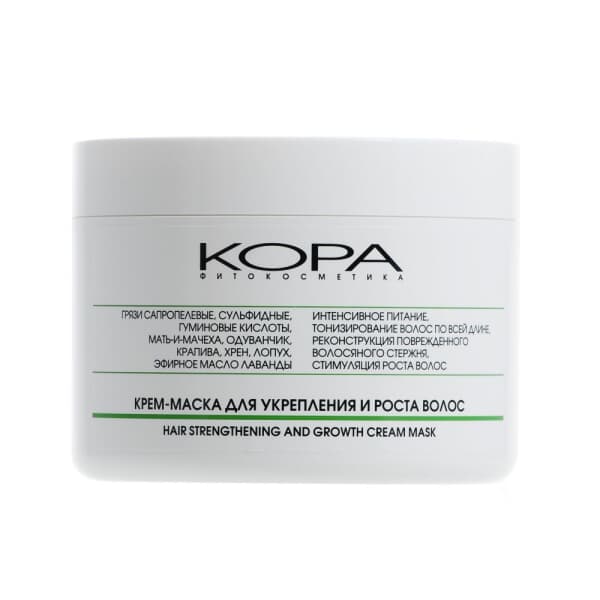 КОРА
ФИТОКОСМЕТИКА
ГРЯЗИ САПРОПЕЛЕВЫЕ, СУЛЬФИДНЫЕ,
ГУМИНОВЫЕ КИСЛОТЫ,
МАТЬ-И-МАЧЕХА, ОДУВАНЧИК,
КРАПИВА, ХРЕН, ЛОПУХ,
ЭФИРНОЕ МАСЛО ЛАВАНДЫ
ИНТЕНСИВНОЕ ПИТАНИЕ,
ТОНИЗИРОВАНИЕ ВОЛОС ПО ВСЕЙ ДЛИНЕ,
РЕКОНСТРУКЦИЯ ПОВРЕЖДЕННОГО
ВОЛОСЯНОГО СТЕРЖНЯ,
СТИМУЛЯЦИЯ РОСТА ВОЛОС
КРЕМ-МАСКА ДЛЯ УКРЕПЛЕНИЯ И РОСТА ВОЛОС
HAIR STRENGTHENING AND GROWTH CREAM MASK